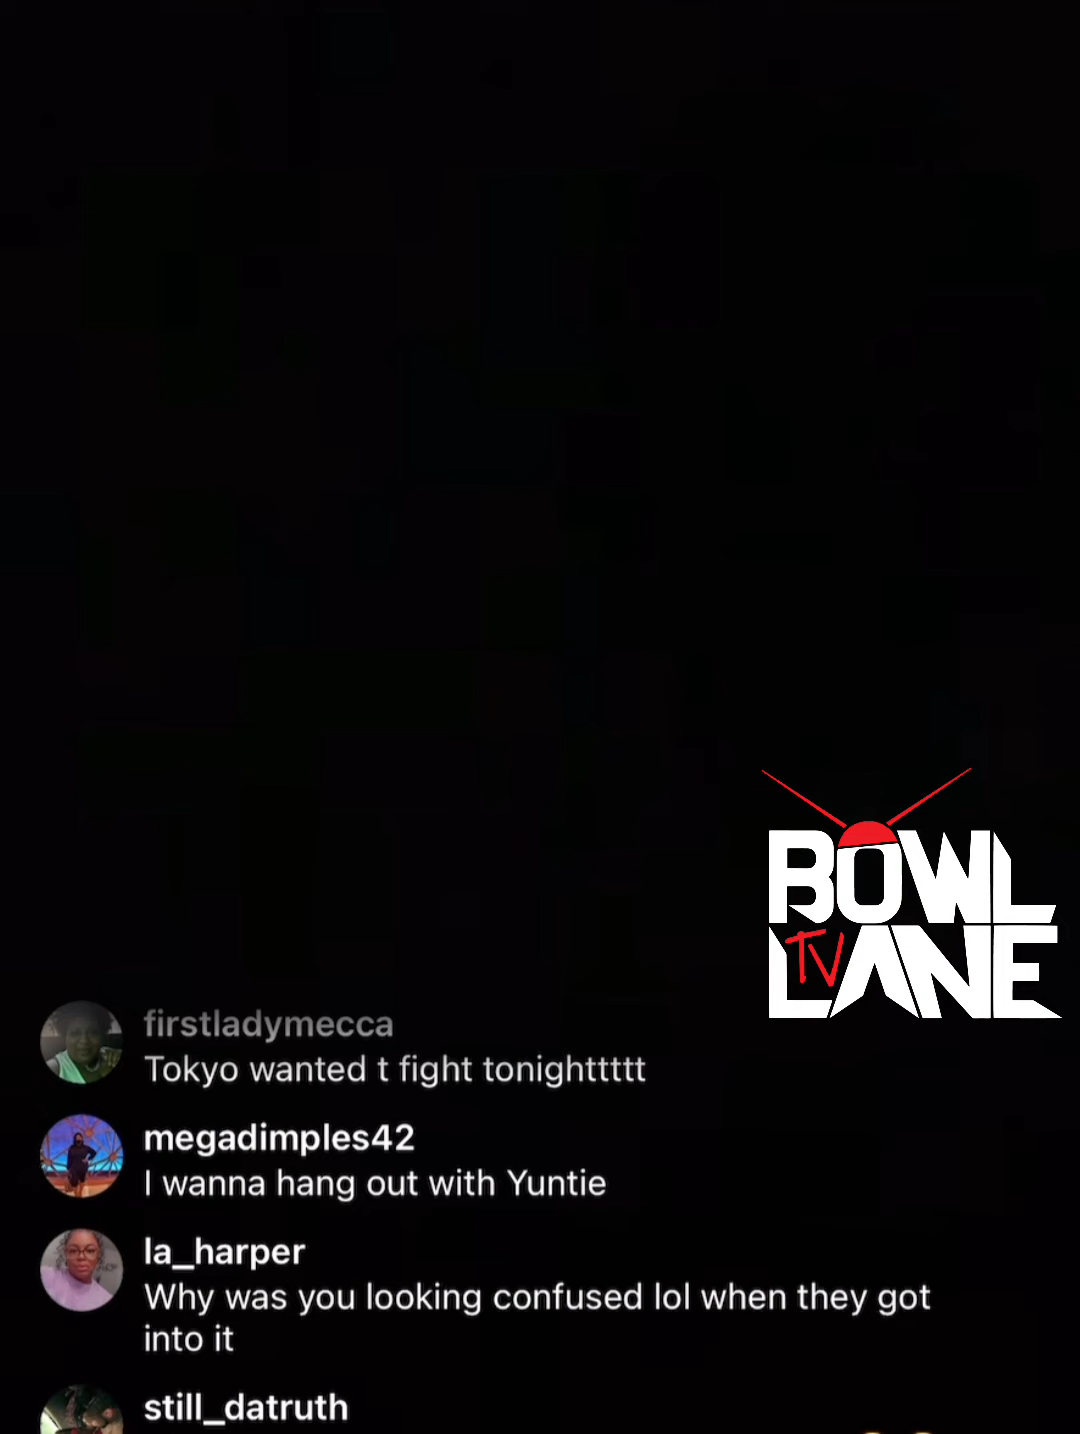 BOWL
TV LANE
firstladymecca
Tokyo wanted t fight tonighttttt
megadimples42
I wanna hang out with Yuntie
la_harper
Why was you looking confused lol when they got
into it
still_datruth